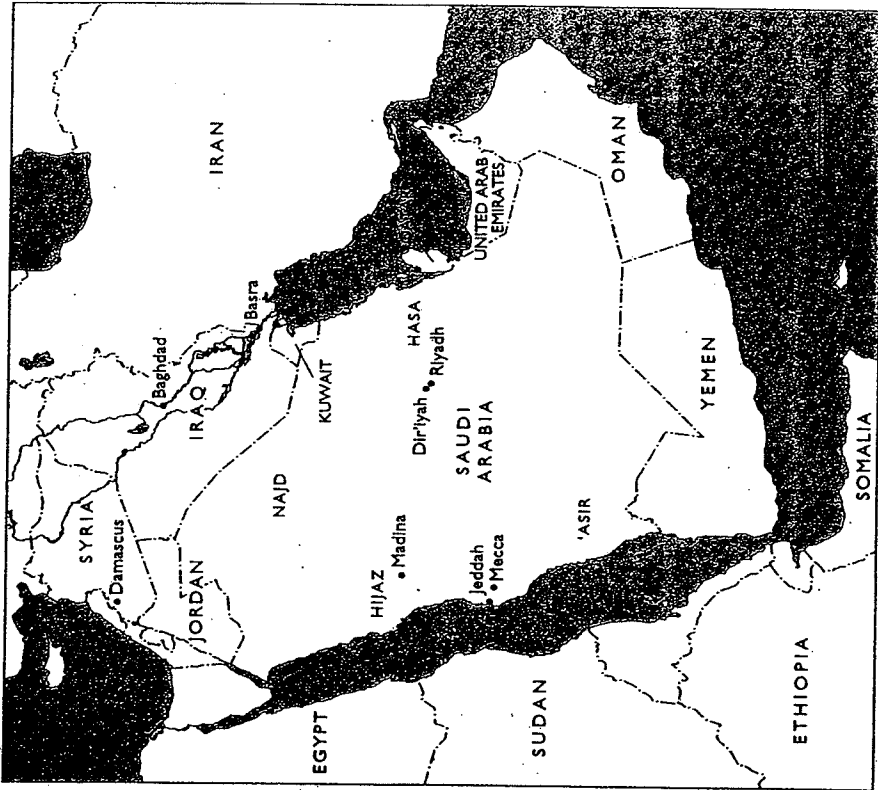 IRAN
SYRIA
Damascus
Baghdad
IRAQ
Basra
JORDAN
KUWAIT
NAJD
HIJAZ
Madina
HASA
Dir'iyah
Riyadh
UNITED ARAB
EMIRATES
OMAN
SAUDI
ARABIA
Jeddah
Mecca
'ASIR
YEMEN
EGYPT
SUDAN
ETHIOPIA
SOMALIA